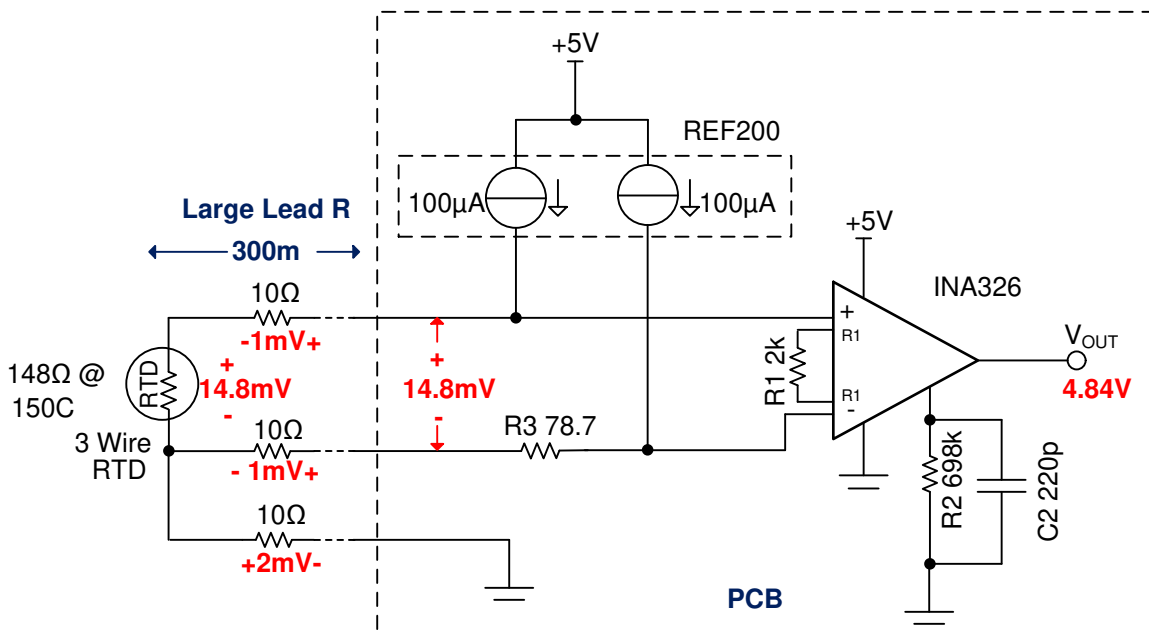 +5V
REF200
100µA
100µA
Large Lead R
300m
+5V
INA326
10Ω
-1mV+
+
R1
VOUT
4.84V
148Ω @
150C
RTD
+
14.8mV
-
+
14.8mV
-
R1 2k
R1
-
3 Wire
RTD
10Ω
- 1mV+
R3 78.7
R2 698k
C2 220p
10Ω
+2mV-
PCB